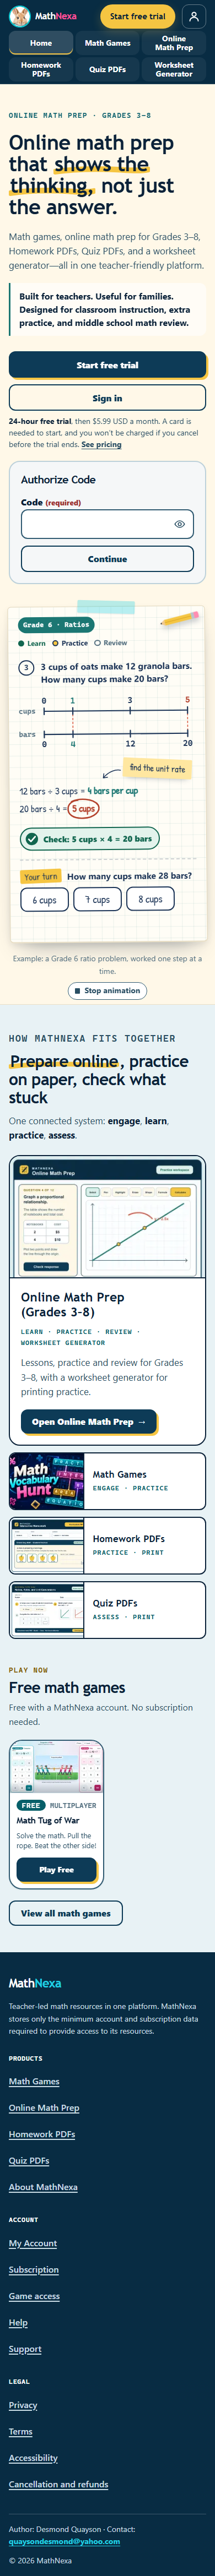 MathNexa
Start free trial
Home
Math Games
Online
Math Prep
Homework
PDFs
Quiz PDFs
Worksheet
Generator
ONLINE MATH PREP · GRADES 3–8
Online math prep
that shows the
thinking, not just
the answer.
Math games, online math prep for Grades 3–8,
Homework PDFs, Quiz PDFs, and a worksheet
generator—all in one teacher-friendly platform.
Built for teachers. Useful for families.
Designed for classroom instruction, extra
practice, and middle school math review.
Start free trial
Sign in
24-hour free trial, then $5.99 USD a month. A card is
needed to start, and you won't be charged if you cancel
before the trial ends. See pricing
Authorize Code
Code (required)
Continue
Grade 6 · Ratios
Learn
Practice
Review
3
3 cups of oats make 12 granola bars.
How many cups make 20 bars?
0 1 3 5
cups
bars
0 4 12 20
find the unit rate
12 bars ÷ 3 cups = 4 bars per cup
20 bars ÷ 4 = 5 cups
Check: 5 cups × 4 = 20 bars
Your turn How many cups make 28 bars?
6 cups
7 cups
8 cups
Example: a Grade 6 ratio problem, worked one step at a
time.
Stop animation
HOW MATHNEXA FITS TOGETHER
Prepare online, practice
on paper, check what
stuck
One connected system: engage, learn,
practice, assess.
MATHNEXA
Online Math Prep
Graph a proportional
relationship.
Online Math Prep
(Grades 3–8)
LEARN · PRACTICE · REVIEW ·
WORKSHEET GENERATOR
Lessons, practice and review for Grades
3–8, with a worksheet generator for
printing practice.
Open Online Math Prep →
Math
Vocabulary
Hunt
Math Games
ENGAGE · PRACTICE
Homework PDFs
PRACTICE · PRINT
Quiz PDFs
ASSESS · PRINT
PLAY NOW
Free math games
Free with a MathNexa account. No subscription
needed.
FREE MULTIPLAYER
Math Tug of War
Solve the math. Pull the
rope. Beat the other side!
Play Free
View all math games
MathNexa
Teacher-led math resources in one platform. MathNexa
stores only the minimum account and subscription data
required to provide access to its resources.
PRODUCTS
Math Games
Online Math Prep
Homework PDFs
Quiz PDFs
About MathNexa
ACCOUNT
My Account
Subscription
Game access
Help
Support
LEGAL
Privacy
Terms
Accessibility
Cancellation and refunds
Author: Desmond Quayson · Contact:
quaysondesmond@yahoo.com
© 2026 MathNexa